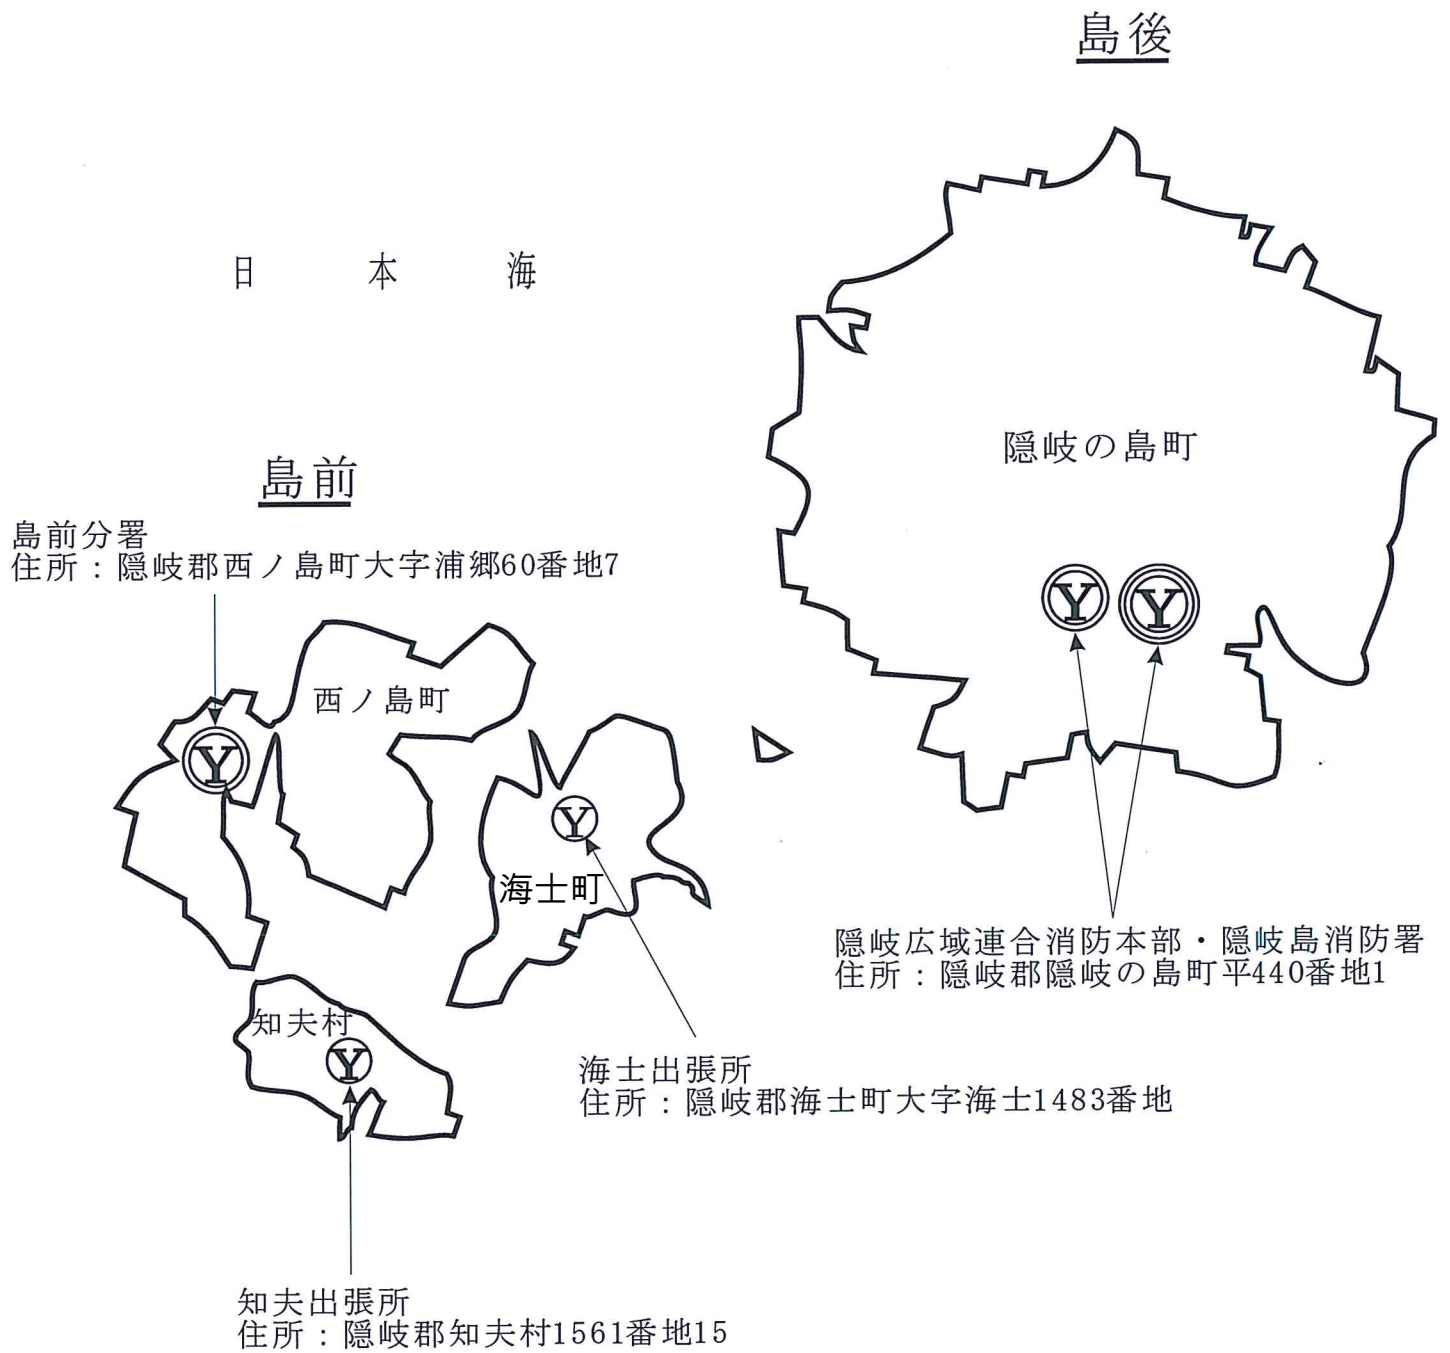 島後
日本海
隠岐の島町
島前
島前分署
住所：隠岐郡西ノ島町大字浦郷60番地7
Y Y
西ノ島町
Y
Y
海士町
隠岐広域連合消防本部・隠岐島消防署
住所：隠岐郡隠岐の島町平440番地1
知夫村
Y
海士出張所
住所：隠岐郡海士町大字海士1483番地
知夫出張所
住所：隠岐郡知夫村1561番地15